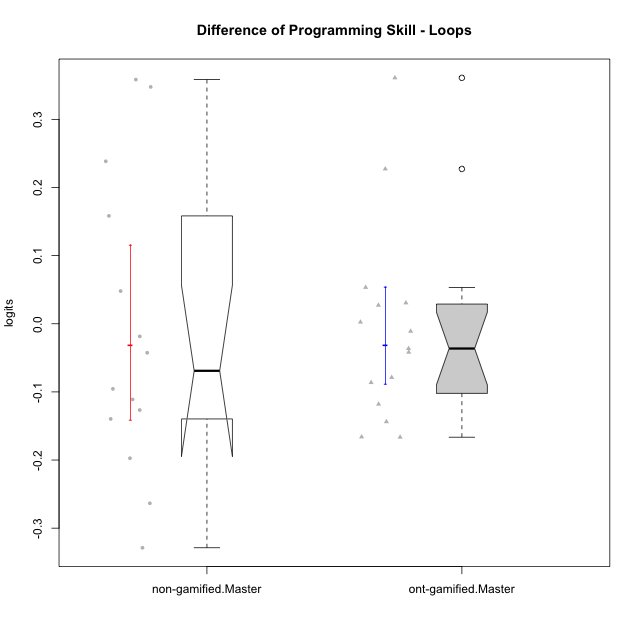 Difference of Programming Skill - Loops
logits
0.3
0.2
0.1
0.0
-0.1
-0.2
-0.3
non-gamified.Master
ont-gamified.Master